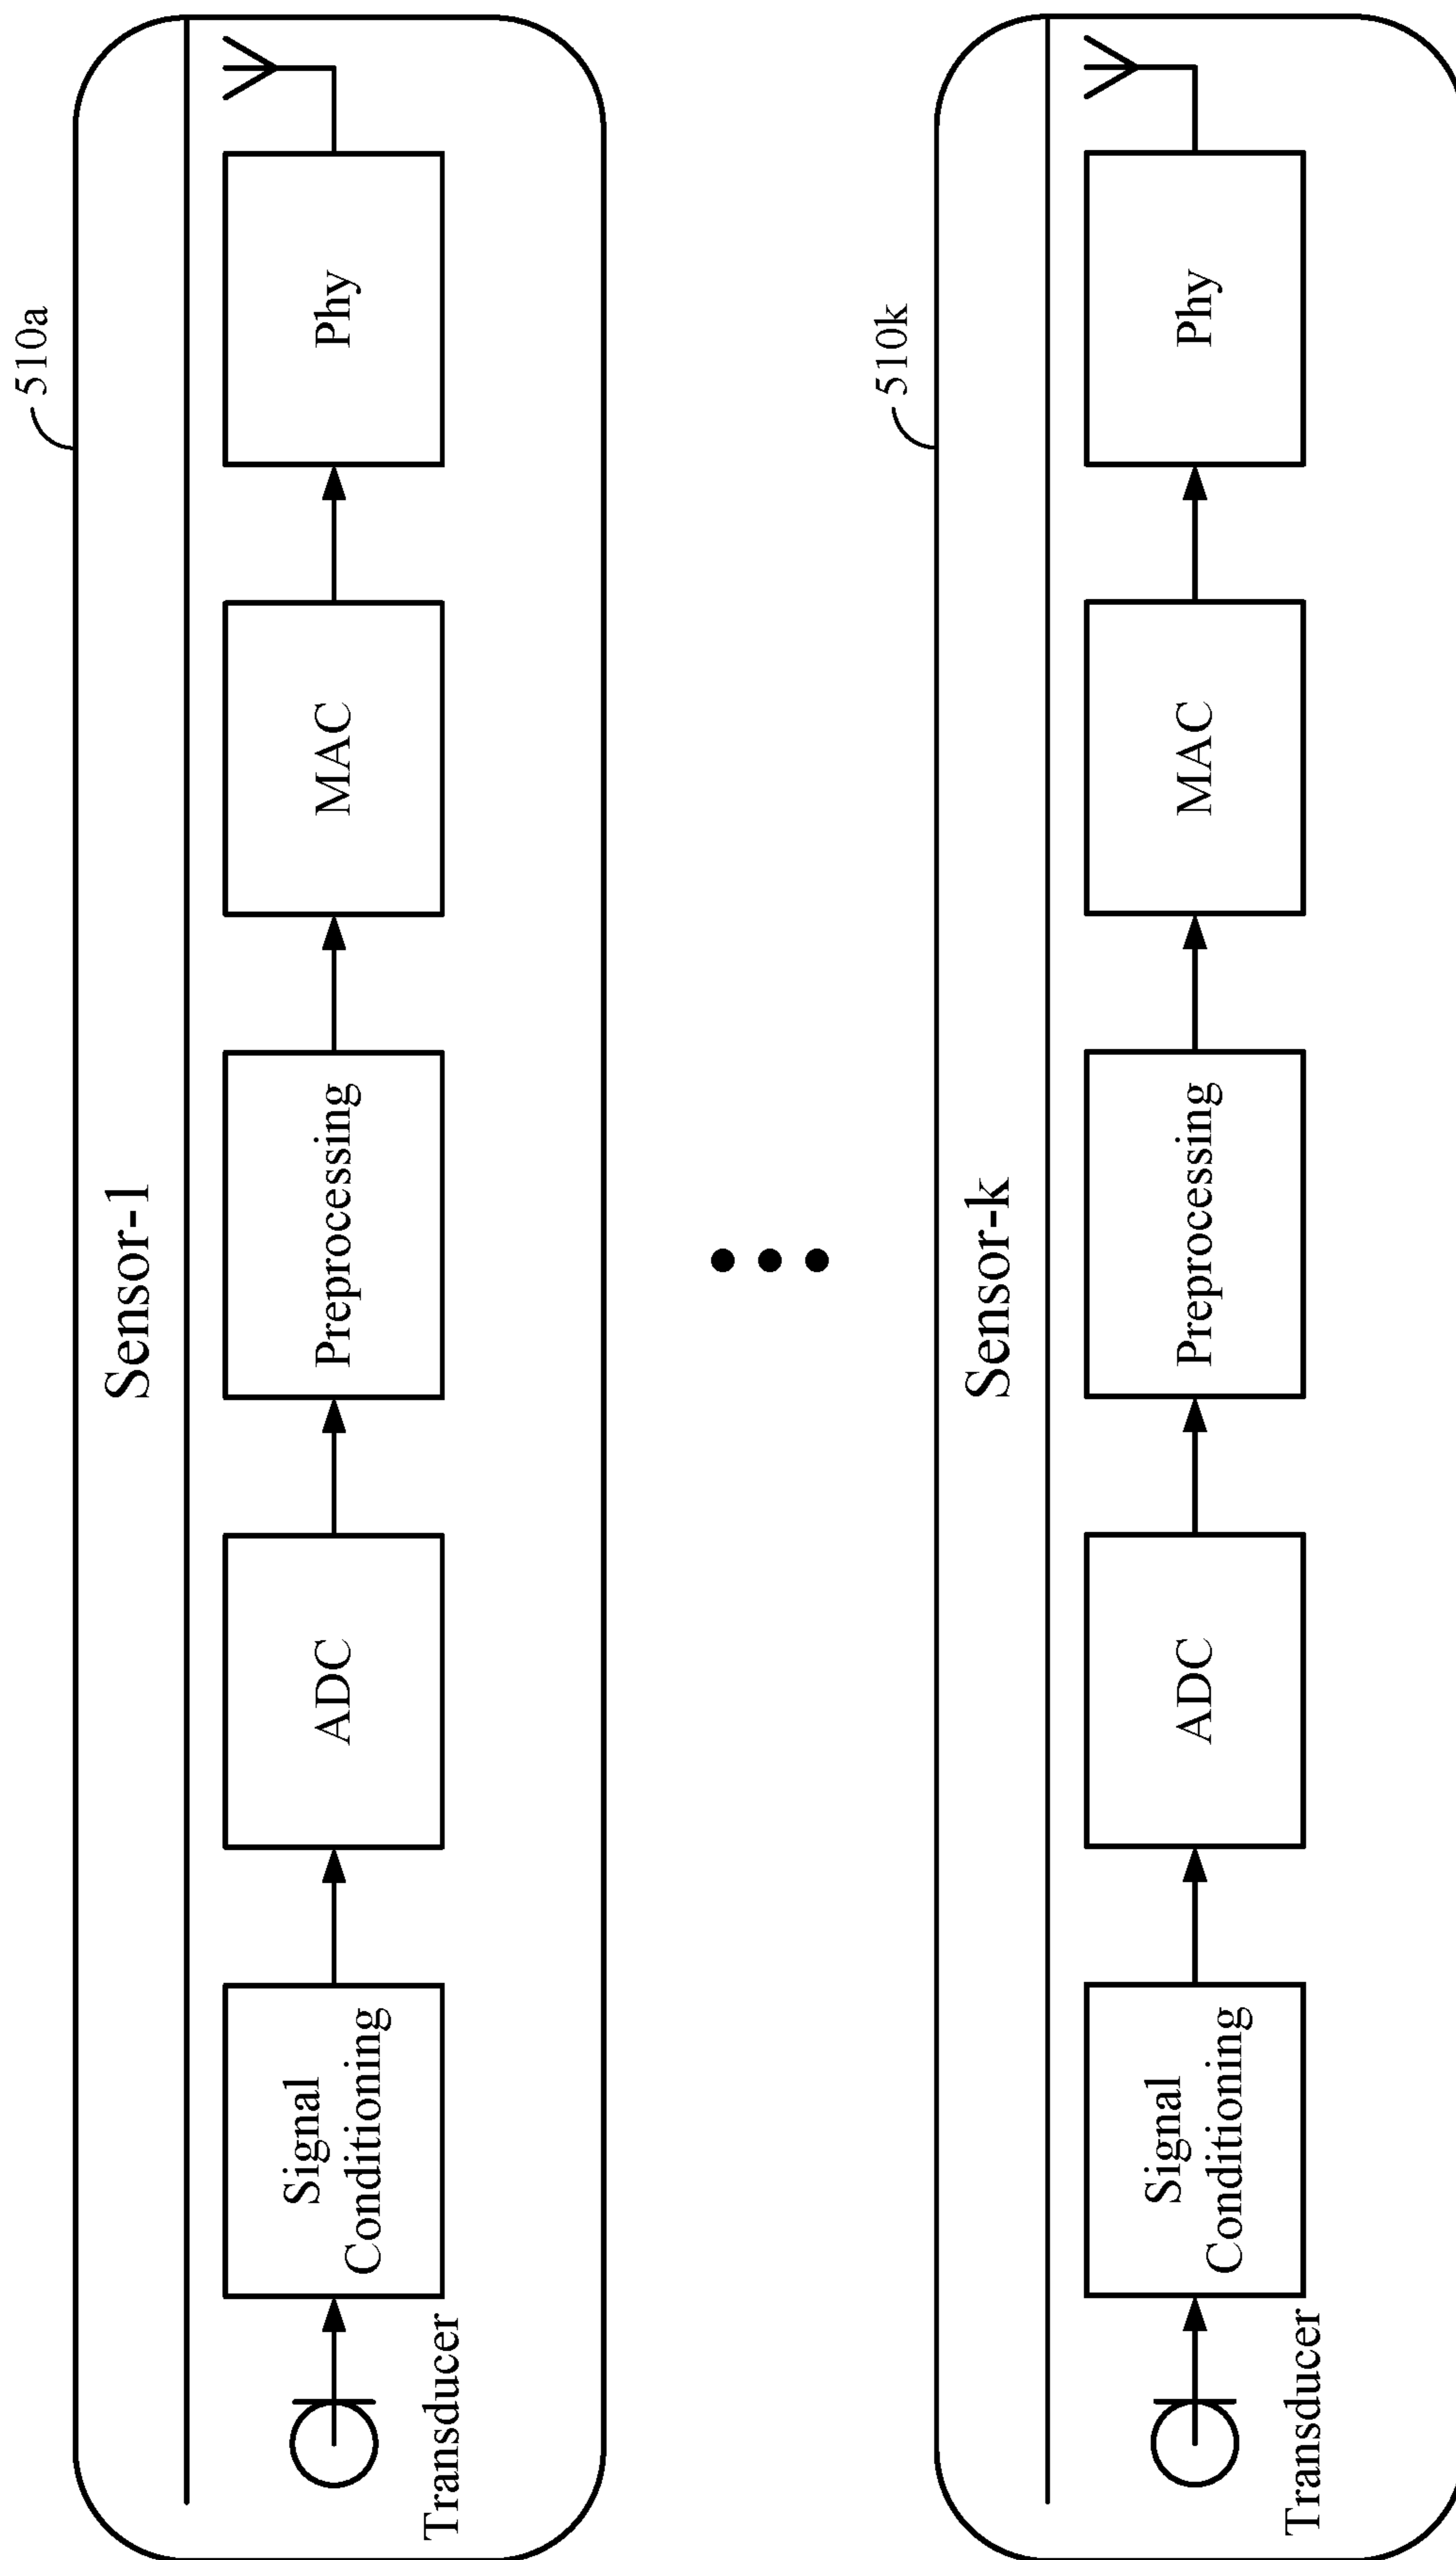 510a
Sensor-1
Transducer
Signal
Conditioning
ADC
Preprocessing
MAC
Phy
510k
Sensor-k
Transducer
Signal
Conditioning
ADC
Preprocessing
MAC
Phy